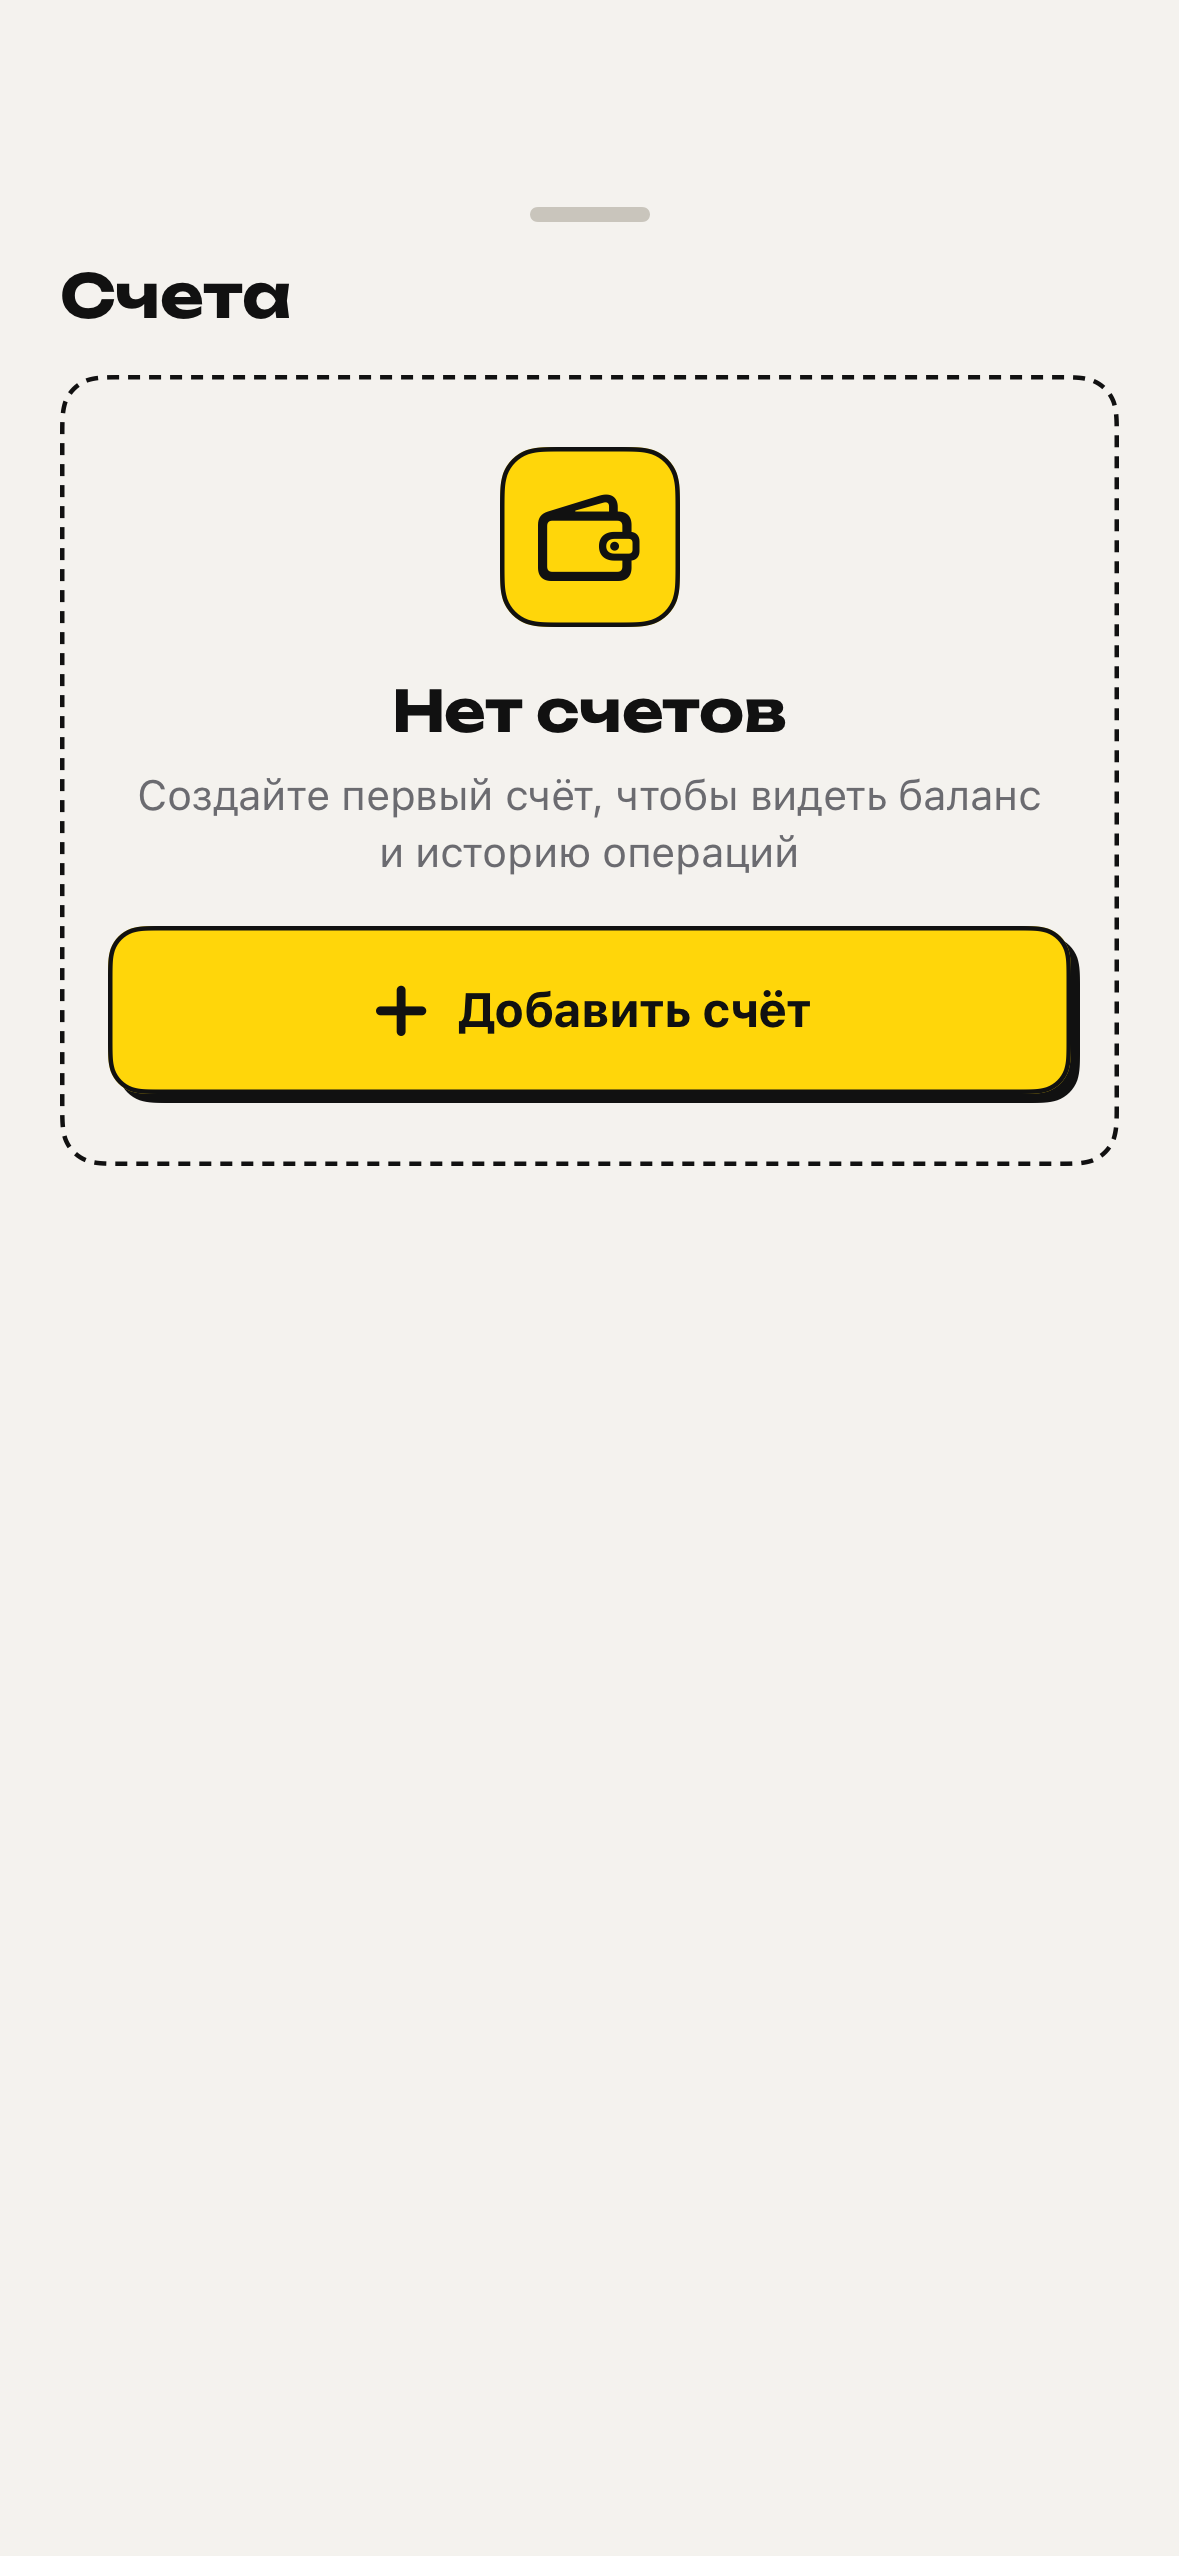 Счета
Нет счетов
Создайте первый счёт, чтобы видеть баланс
и историю операций
Добавить счёт